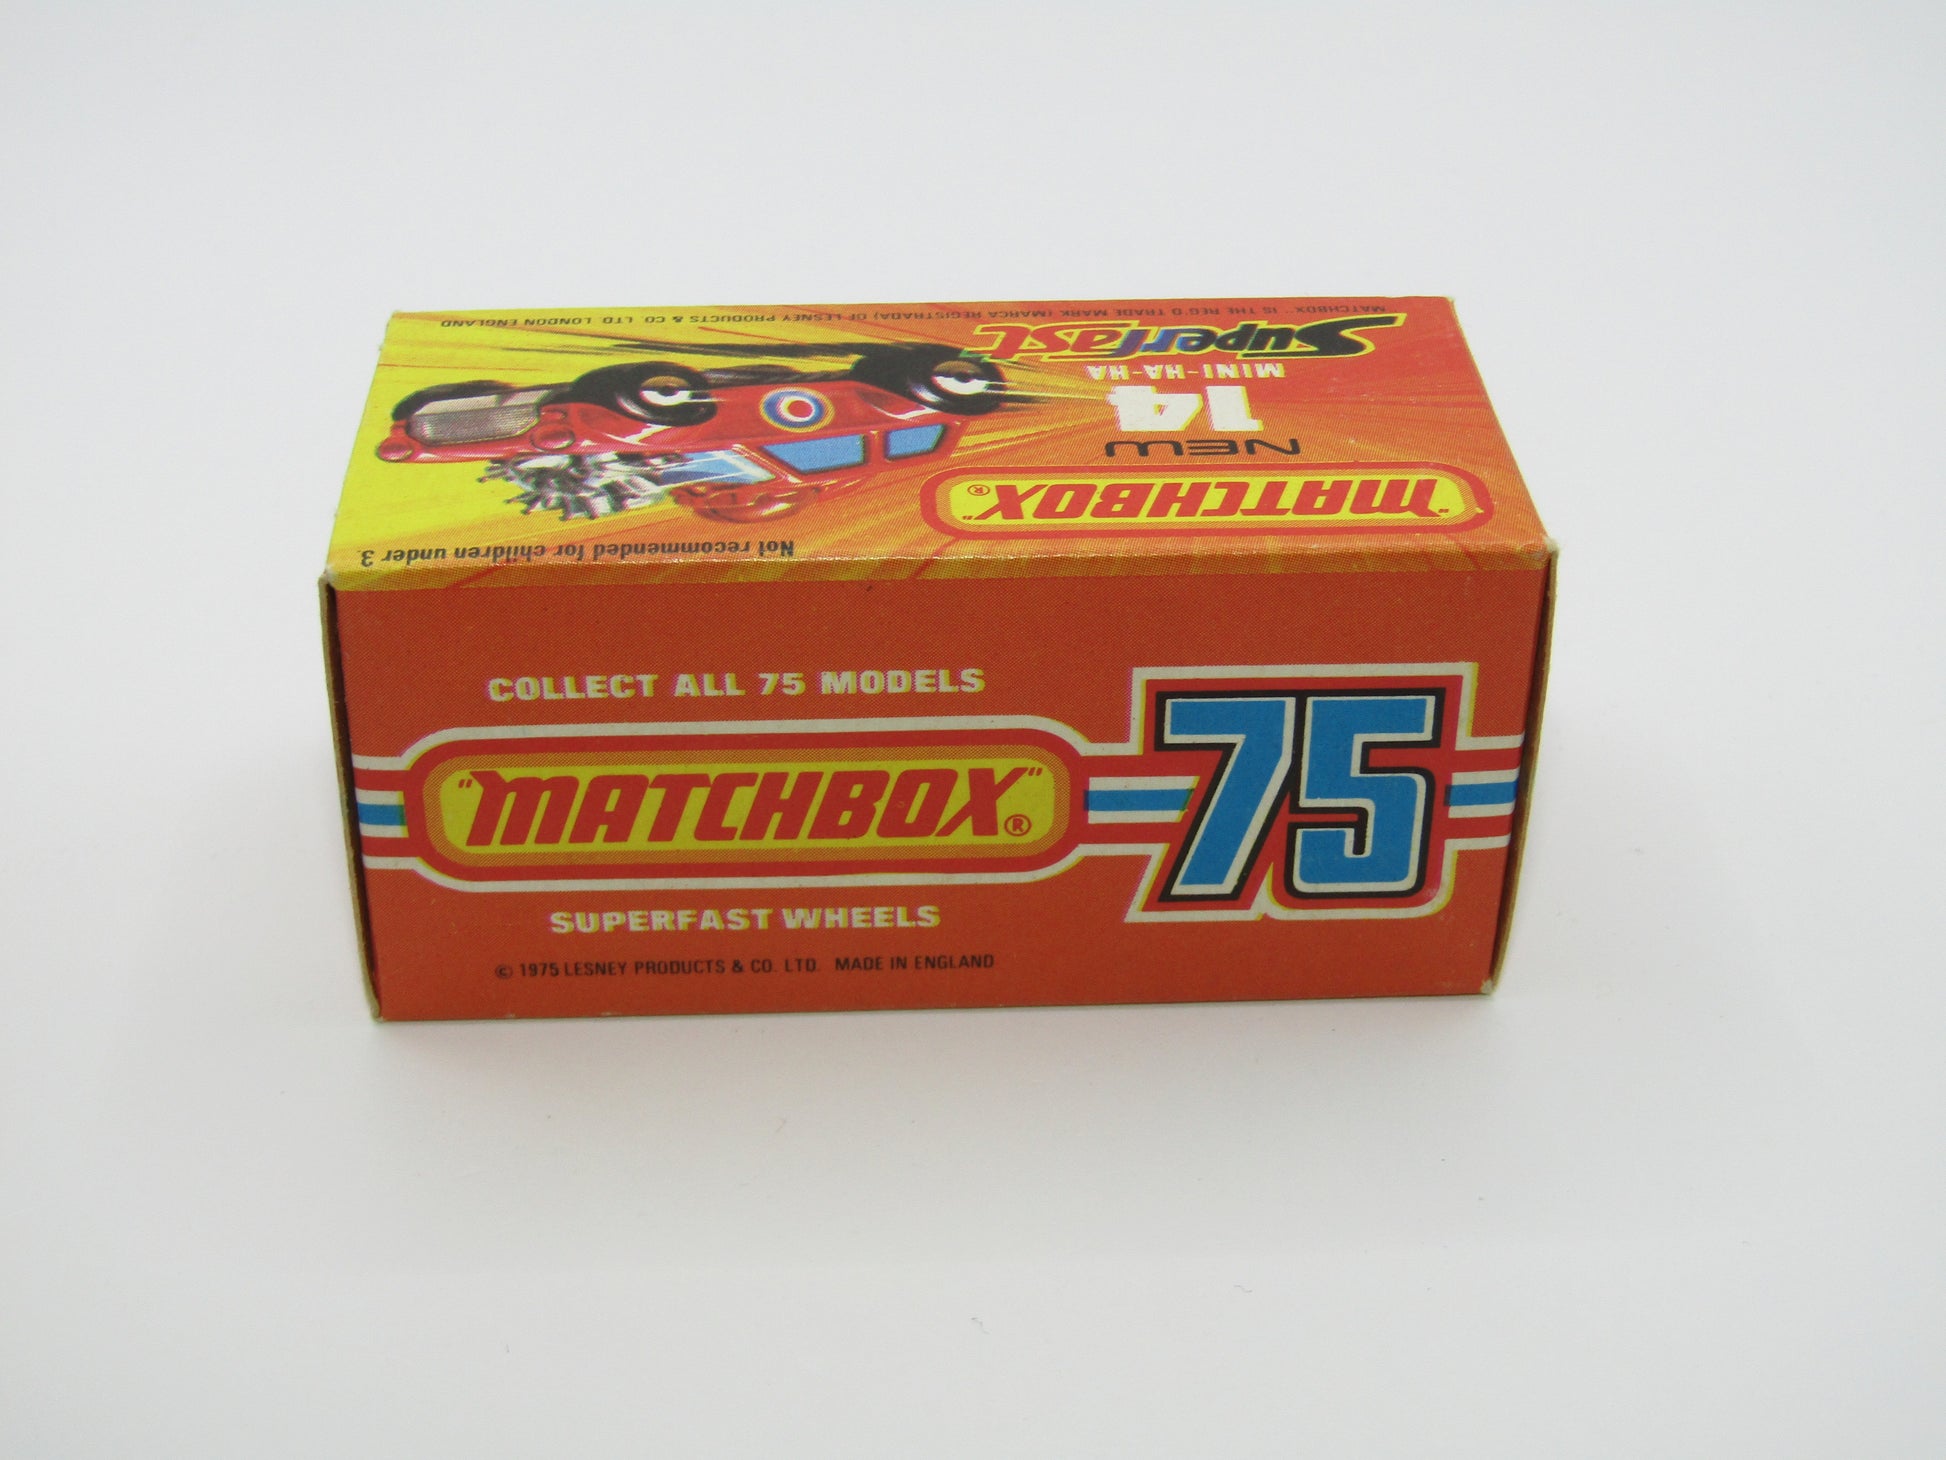 "MATCHBOX"®
NEW
14
MINI-HA-HA
Superfast
Not recommended for children under 3.
MATCHBOX" IS THE REG'D TRADE MARK (MARCA REGISTRADA) OF LESNEY PRODUCTS & CO. LTD. LONDON ENGLAND
COLLECT ALL 75 MODELS
"MATCHBOX"®
75
SUPERFAST WHEELS
© 1975 LESNEY PRODUCTS & CO. LTD. MADE IN ENGLAND